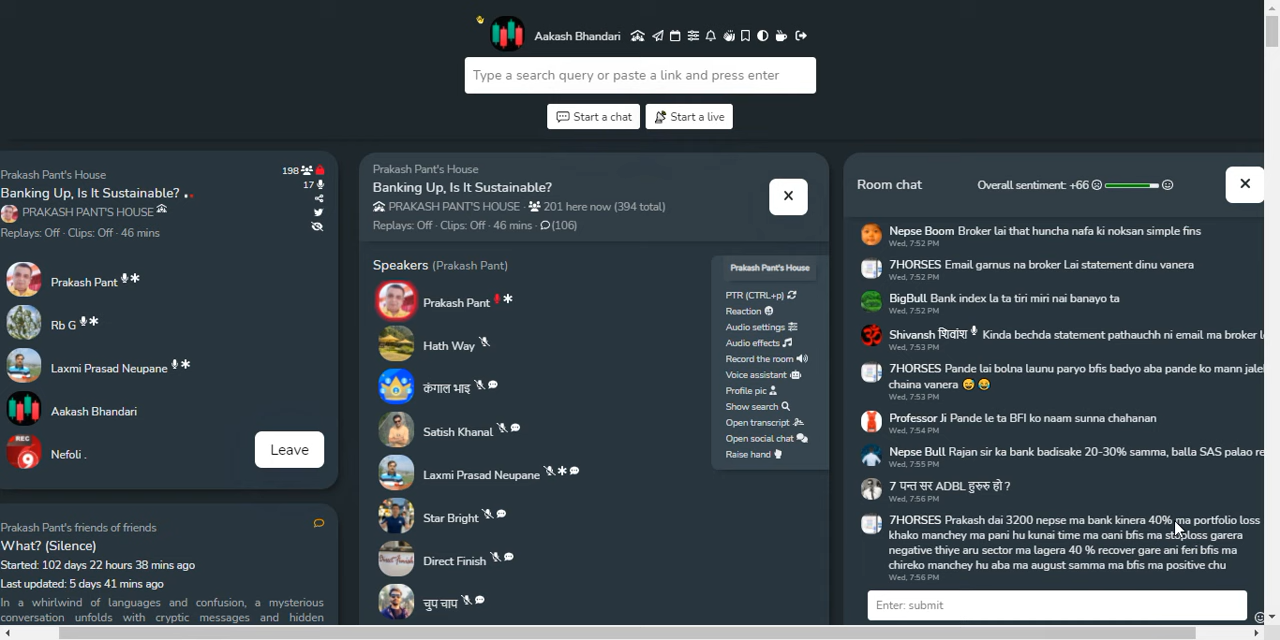 Aakash Bhandari
Type a search query or paste a link and press enter
Start a chat
Start a live
Prakash Pant's House
198
Banking Up, Is It Sustainable?
17
PRAKASH PANT'S HOUSE
Replays: Off · Clips: Off · 46 mins
Prakash Pant
Rb G
Laxmi Prasad Neupane
Aakash Bhandari
REC
Nefoli .
Leave
Prakash Pant's friends of friends
What? (Silence)
Started: 102 days 22 hours 38 mins ago
Last updated: 5 days 41 mins ago
In a whirlwind of languages and confusion, a mysterious
conversation unfolds with cryptic messages and hidden
Prakash Pant's House
Banking Up, Is It Sustainable?
PRAKASH PANT'S HOUSE · 201 here now (394 total)
Replays: Off · Clips: Off · 46 mins · (106)
Speakers (Prakash Pant)
Prakash Pant
Hath Way
कंगाल भाइ
Satish Khanal
Laxmi Prasad Neupane
Star Bright
Direct Finish
चुप चाप
Prakash Pant's House
PTR (CTRL+p)
Reaction
Audio settings
Audio effects
Record the room
Voice assistant
Profile pic
Show search
Open transcript
Open social chat
Raise hand
Room chat
Overall sentiment: +66
Nepse Boom Broker lai that huncha nafa ki noksan simple fins
Wed, 7:52 PM
7HORSES Email garnus na broker Lai statement dinu vanera
Wed, 7:52 PM
BigBull Bank index la ta tiri miri nai banayo ta
Wed, 7:52 PM
Shivansh शिवांश Kinda bechda statement pathauchh ni email ma broker l
Wed, 7:53 PM
7HORSES Pande lai bolna launu paryo bfis badyo aba pande ko mann jale
chaina vanera 😅 😂
Wed, 7:53 PM
Professor Ji Pande le ta BFI ko naam sunna chahanan
Wed, 7:54 PM
Nepse Bull Rajan sir ka bank badisake 20-30% samma, balla SAS palao re
Wed, 7:55 PM
7 पन्त सर ADBL हुरुरु हो ?
Wed, 7:56 PM
7HORSES Prakash dai 3200 nepse ma bank kinera 40% ma portfolio loss
khako manchey ma pani hu kunai time ma oani bfis ma stoploss garera
negative thiye aru sector ma lagera 40 % recover gare ani feri bfis ma
chireko manchey hu aba ma august samma ma bfis ma positive chu
Wed, 7:56 PM
Enter: submit